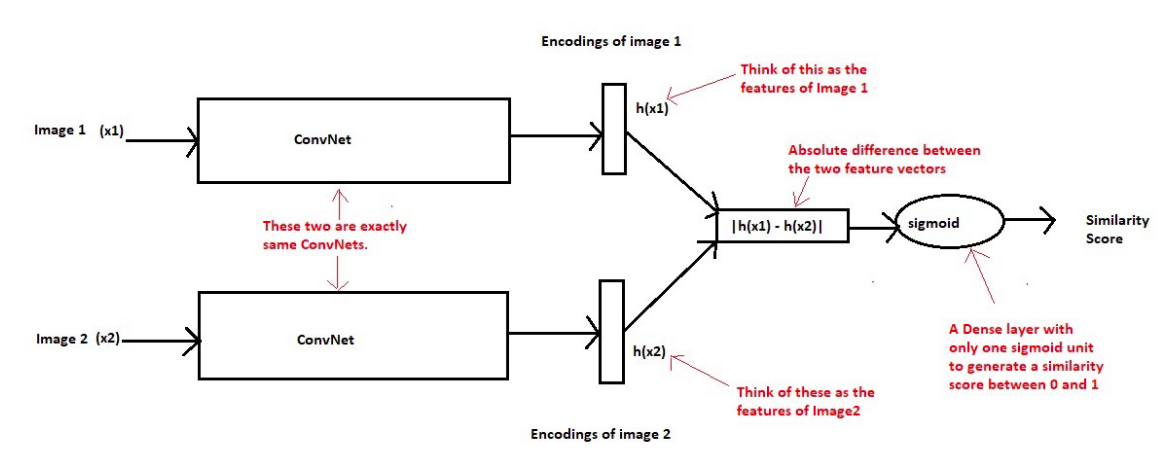 Encodings of image 1
Think of this as the
features of Image 1
h(x1)
Image 1 (x1)
ConvNet
Absolute difference between
the two feature vectors
These two are exactly
same ConvNets.
|h(x1) - h(x2)|
sigmoid
Similarity
Score
Image 2 (x2)
ConvNet
h(x2)
A Dense layer with
only one sigmoid unit
to generate a similarity
score between 0 and 1
Think of these as the
features of Image2
Encodings of image 2